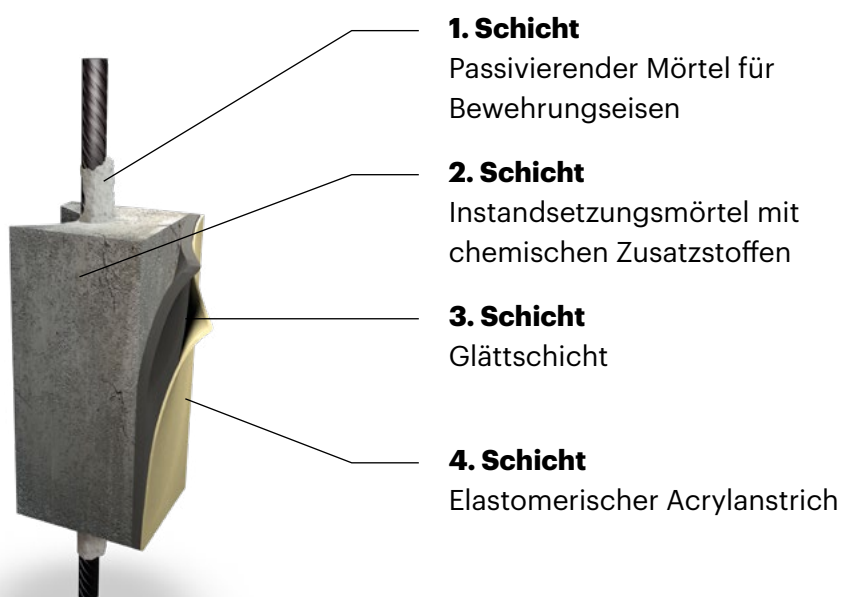 1. Schicht
Passivierender Mörtel für
Bewehrungseisen
2. Schicht
Instandsetzungsmörtel mit
chemischen Zusatzstoffen
3. Schicht
Glättschicht
4. Schicht
Elastomerischer Acrylanstrich